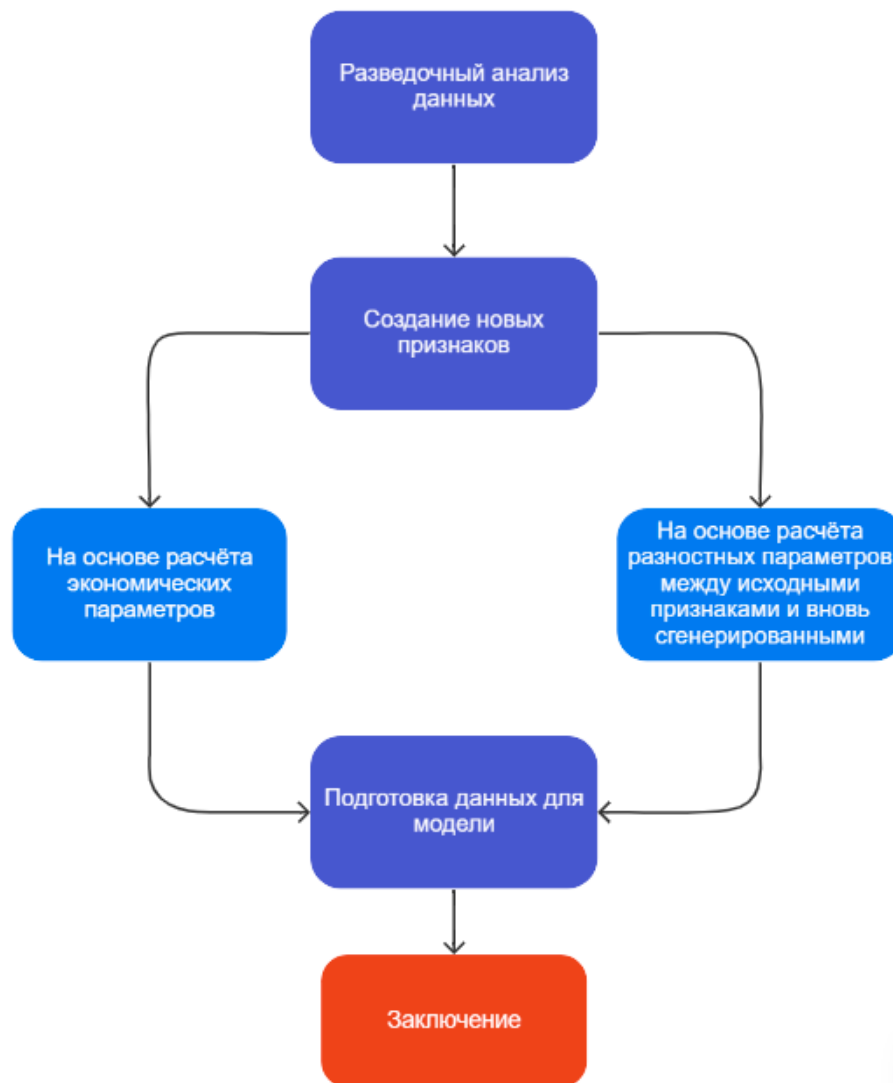 Разведочный анализ
данных
Создание новых
признаков
На основе расчёта
экономических
параметров
На основе расчёта
разностных параметров
между исходными
признаками и вновь
сгенерированными
Подготовка данных для
модели
Заключение